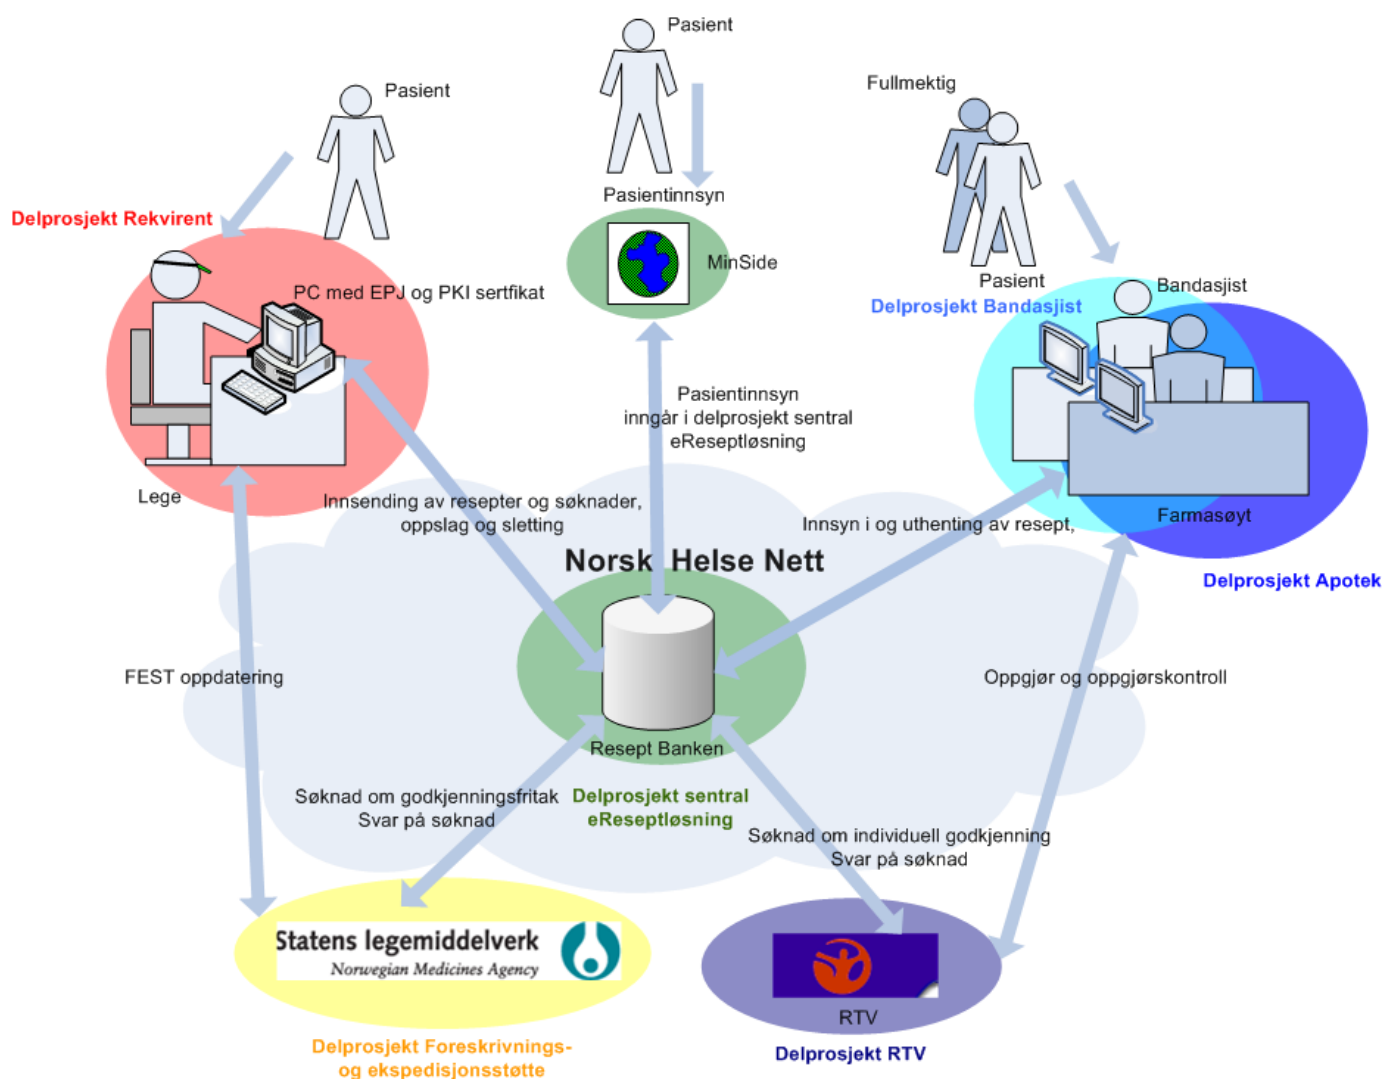 Pasient
Pasient
Fullmektig
Pasientinnsyn
Delprosjekt Rekvirent
MinSide
Pasient
Bandasjist
PC med EPJ og PKI sertfikat
Delprosjekt Bandasjist
Pasientinnsyn
inngår i delprosjekt sentral
eReseptløsning
Lege
Innsending av resepter og søknader,
oppslag og sletting
Innsyn i og uthenting av resept,
Farmasøyt
Norsk Helse Nett
Delprosjekt Apotek
FEST oppdatering
Oppgjør og oppgjørskontroll
Resept Banken
Søknad om godkjenningsfritak
Svar på søknad
Delprosjekt sentral
eReseptløsning
Søknad om individuell godkjenning
Svar på søknad
Statens legemiddelverk
Norwegian Medicines Agency
RTV
Delprosjekt Foreskrivnings-
og ekspedisjonsstøtte
Delprosjekt RTV